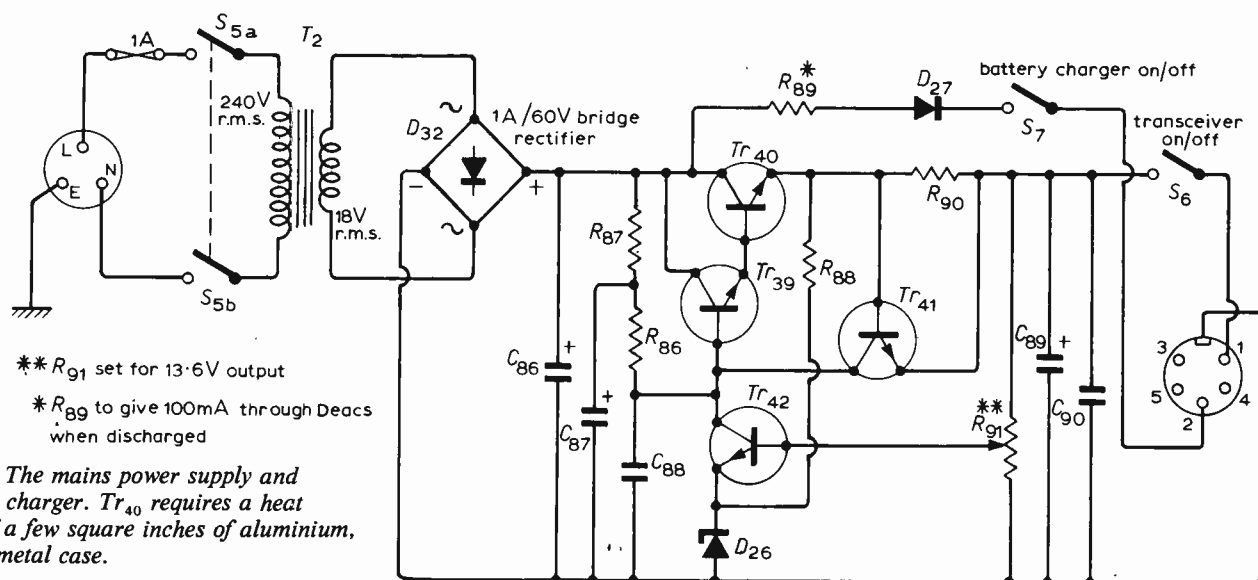 1A
S5a
T2
240V
r.m.s.
L
N
E
S5b
18V
r.m.s.
D32
1A/60V bridge
rectifier
~
~
−
+
R89*
D27
battery charger on/off
S7
transceiver
on/off
S6
Tr40
R90
R87
R86
Tr39
R88
Tr41
C86
+
C87
+
C88
Tr42
D26
R91**
C89
+
C90
3
1
5
4
2
** R91 set for 13·6V output
* R89 to give 100mA through Deacs
when discharged
The mains power supply and
charger. Tr40 requires a heat
a few square inches of aluminium,
metal case.